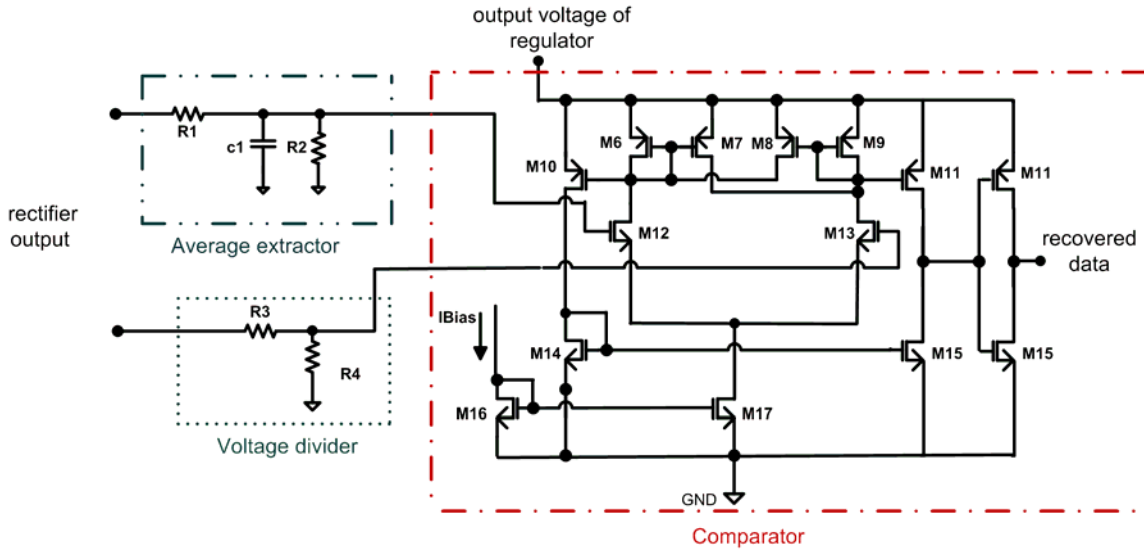 output voltage of
regulator
R1
c1
R2
Average extractor
rectifier
output
R3
R4
Voltage divider
M6
M7
M8
M9
M10
M11
M11
M12
M13
recovered
data
IBias
M14
M15
M15
M16
M17
GND
Comparator